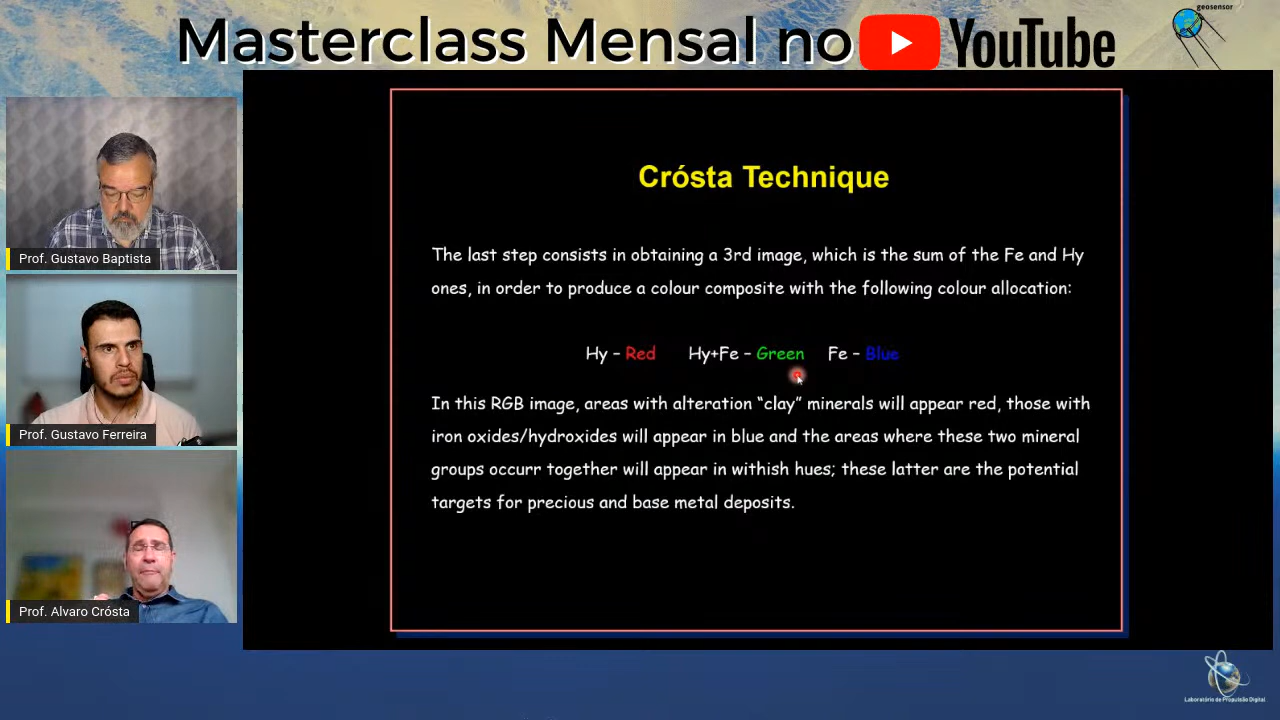 Masterclass Mensal no YouTube
geosensor
Prof. Gustavo Baptista
Prof. Gustavo Ferreira
Prof. Alvaro Crósta
Crósta Technique
The last step consists in obtaining a 3rd image, which is the sum of the Fe and Hy
ones, in order to produce a colour composite with the following colour allocation:
Hy – Red Hy+Fe – Green Fe – Blue
In this RGB image, areas with alteration “clay” minerals will appear red, those with
iron oxides/hydroxides will appear in blue and the areas where these two mineral
groups occurr together will appear in withish hues; these latter are the potential
targets for precious and base metal deposits.
Laboratório de Propulsão Digital